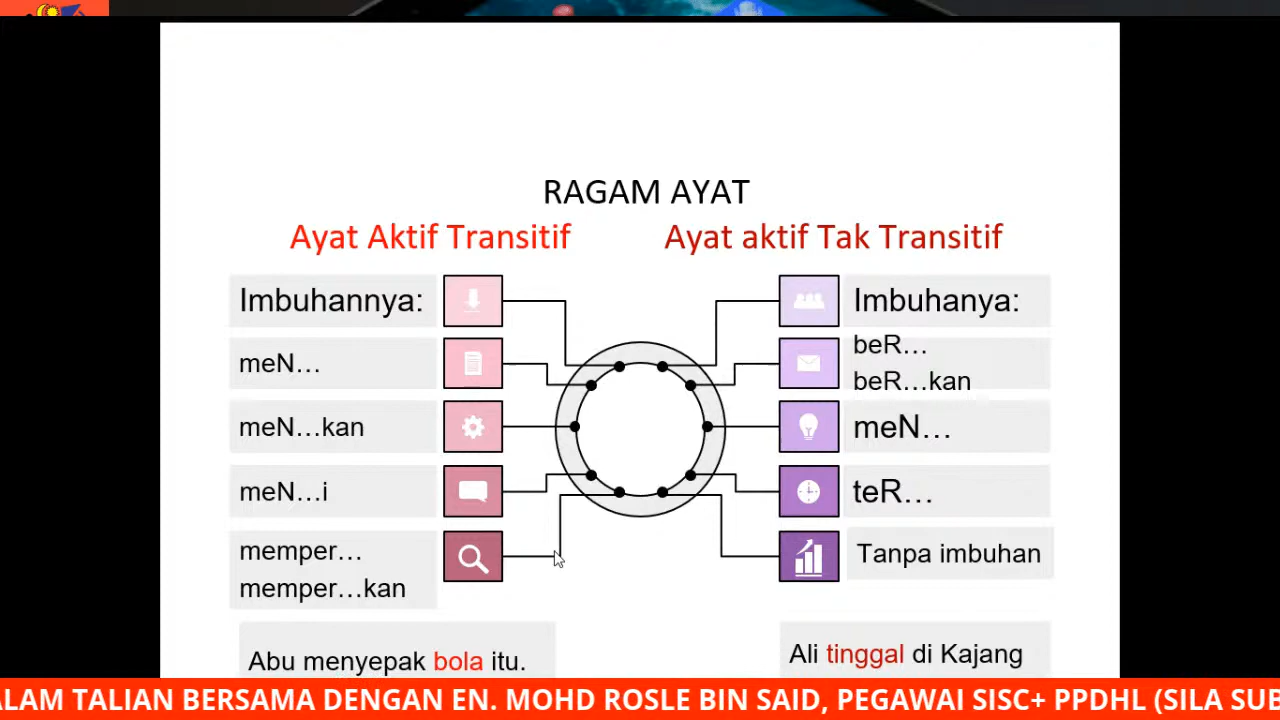 RAGAM AYAT
Ayat Aktif Transitif
Imbuhannya:
meN…
meN…kan
meN…i
memper…
memper…kan
Abu menyepak bola itu.
Ayat aktif Tak Transitif
Imbuhanya:
beR…
beR…kan
meN…
teR…
Tanpa imbuhan
Ali tinggal di Kajang
ALAM TALIAN BERSAMA DENGAN EN. MOHD ROSLE BIN SAID, PEGAWAI SISC+ PPDHL (SILA SUB